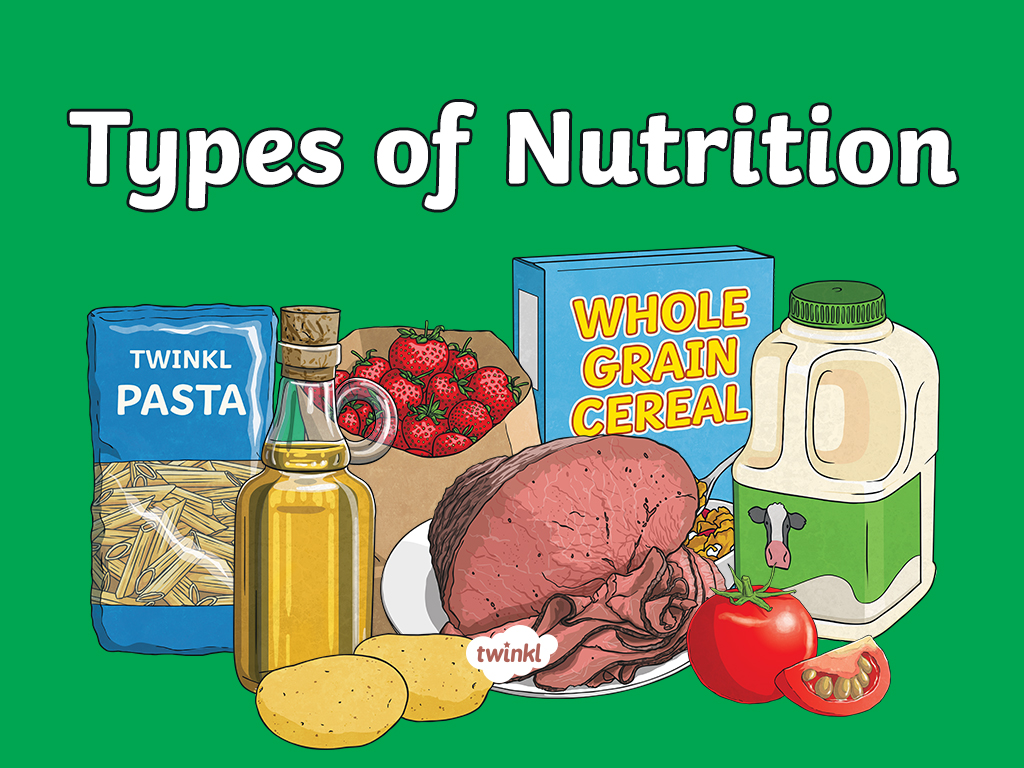 Types of Nutrition
TWINKL
PASTA
WHOLE
GRAIN
CEREAL
twinkl